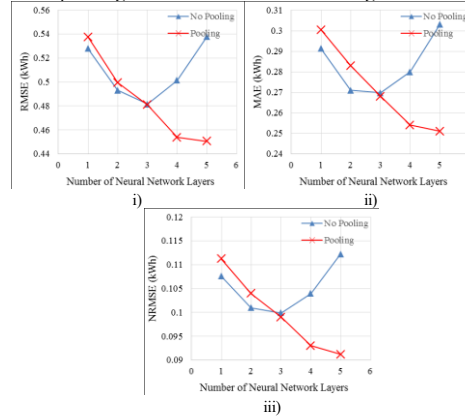 0.56
0.54
0.52
0.5
0.48
0.46
0.44
0 1 2 3 4 5 6
RMSE (kWh)
Number of Neural Network Layers
No Pooling
Pooling
i)
0.31
0.3
0.29
0.28
0.27
0.26
0.25
0.24
0 1 2 3 4 5 6
MAE (kWh)
Number of Neural Network Layers
No Pooling
Pooling
ii)
0.12
0.115
0.11
0.105
0.1
0.095
0.09
0 1 2 3 4 5 6
NRMSE (kWh)
Number of Neural Network Layers
No Pooling
Pooling
iii)